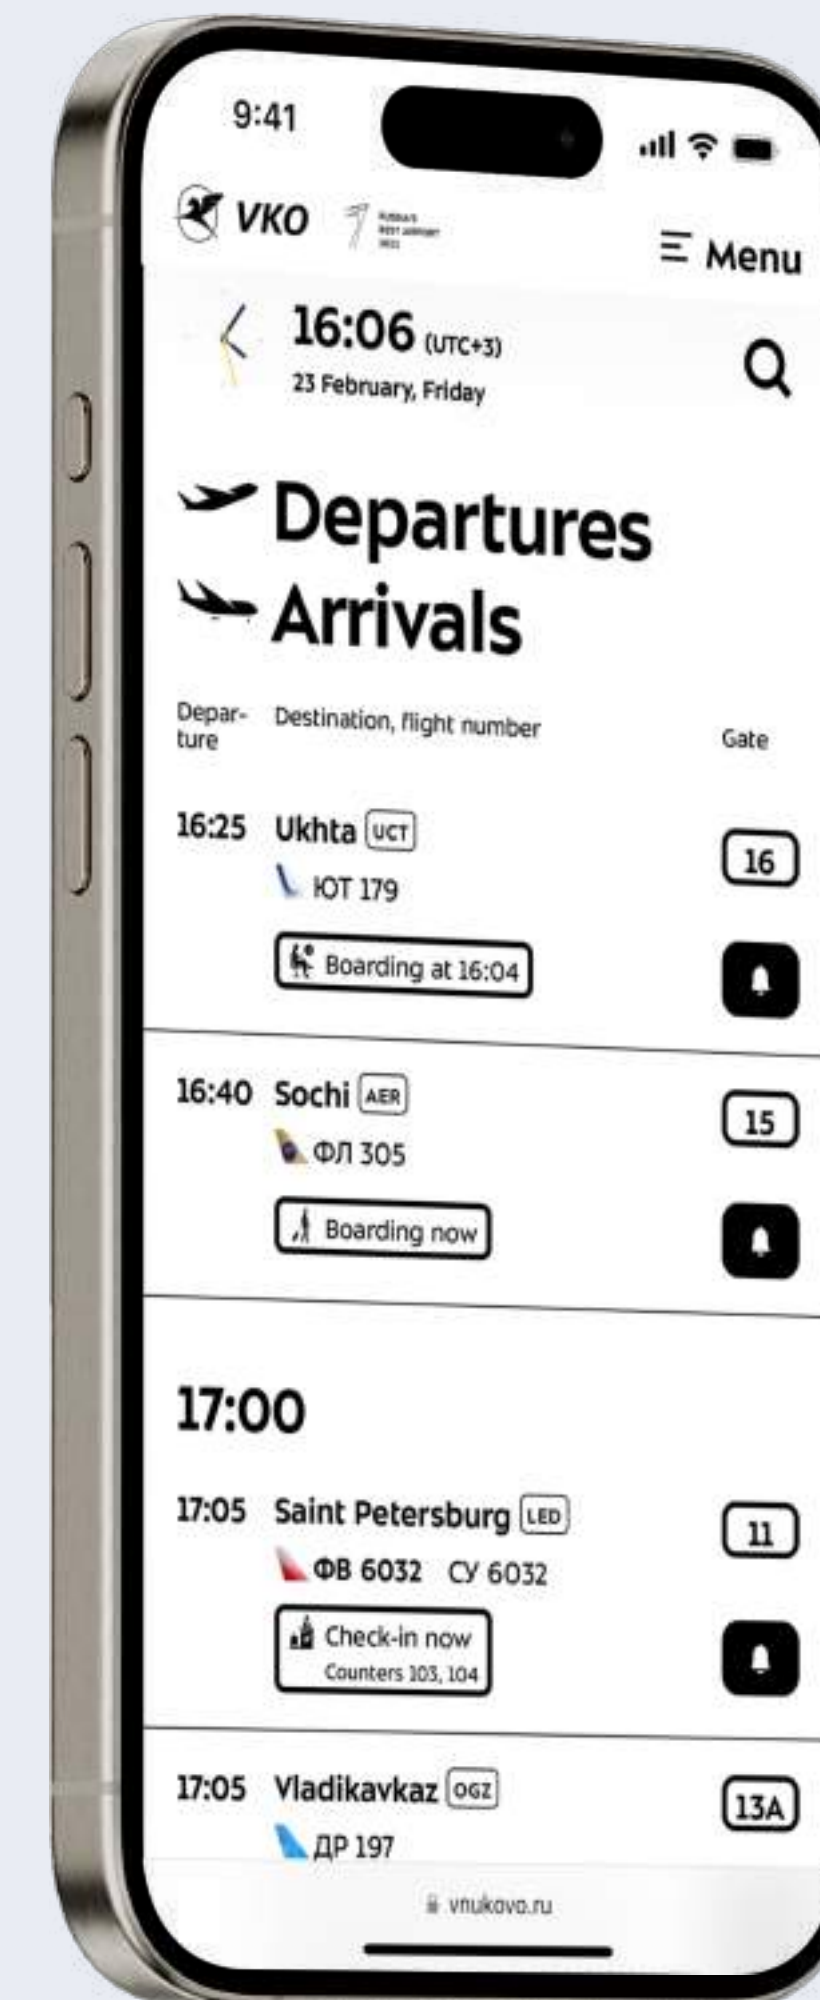 9:41
VKO
RUSSIA'S
BEST AIRPORT
Menu
16:06 (UTC+3)
23 February, Friday
Departures
Arrivals
Depar-
ture
Destination, flight number
Gate
16:25 Ukhta UCT 16
ЮТ 179
Boarding at 16:04
16:40 Sochi AER 15
ФЛ 305
Boarding now
17:00
17:05 Saint Petersburg LED 11
ФВ 6032 СУ 6032
Check-in now
Counters 103, 104
17:05 Vladikavkaz OGZ 13A
ДР 197
vnukovo.ru